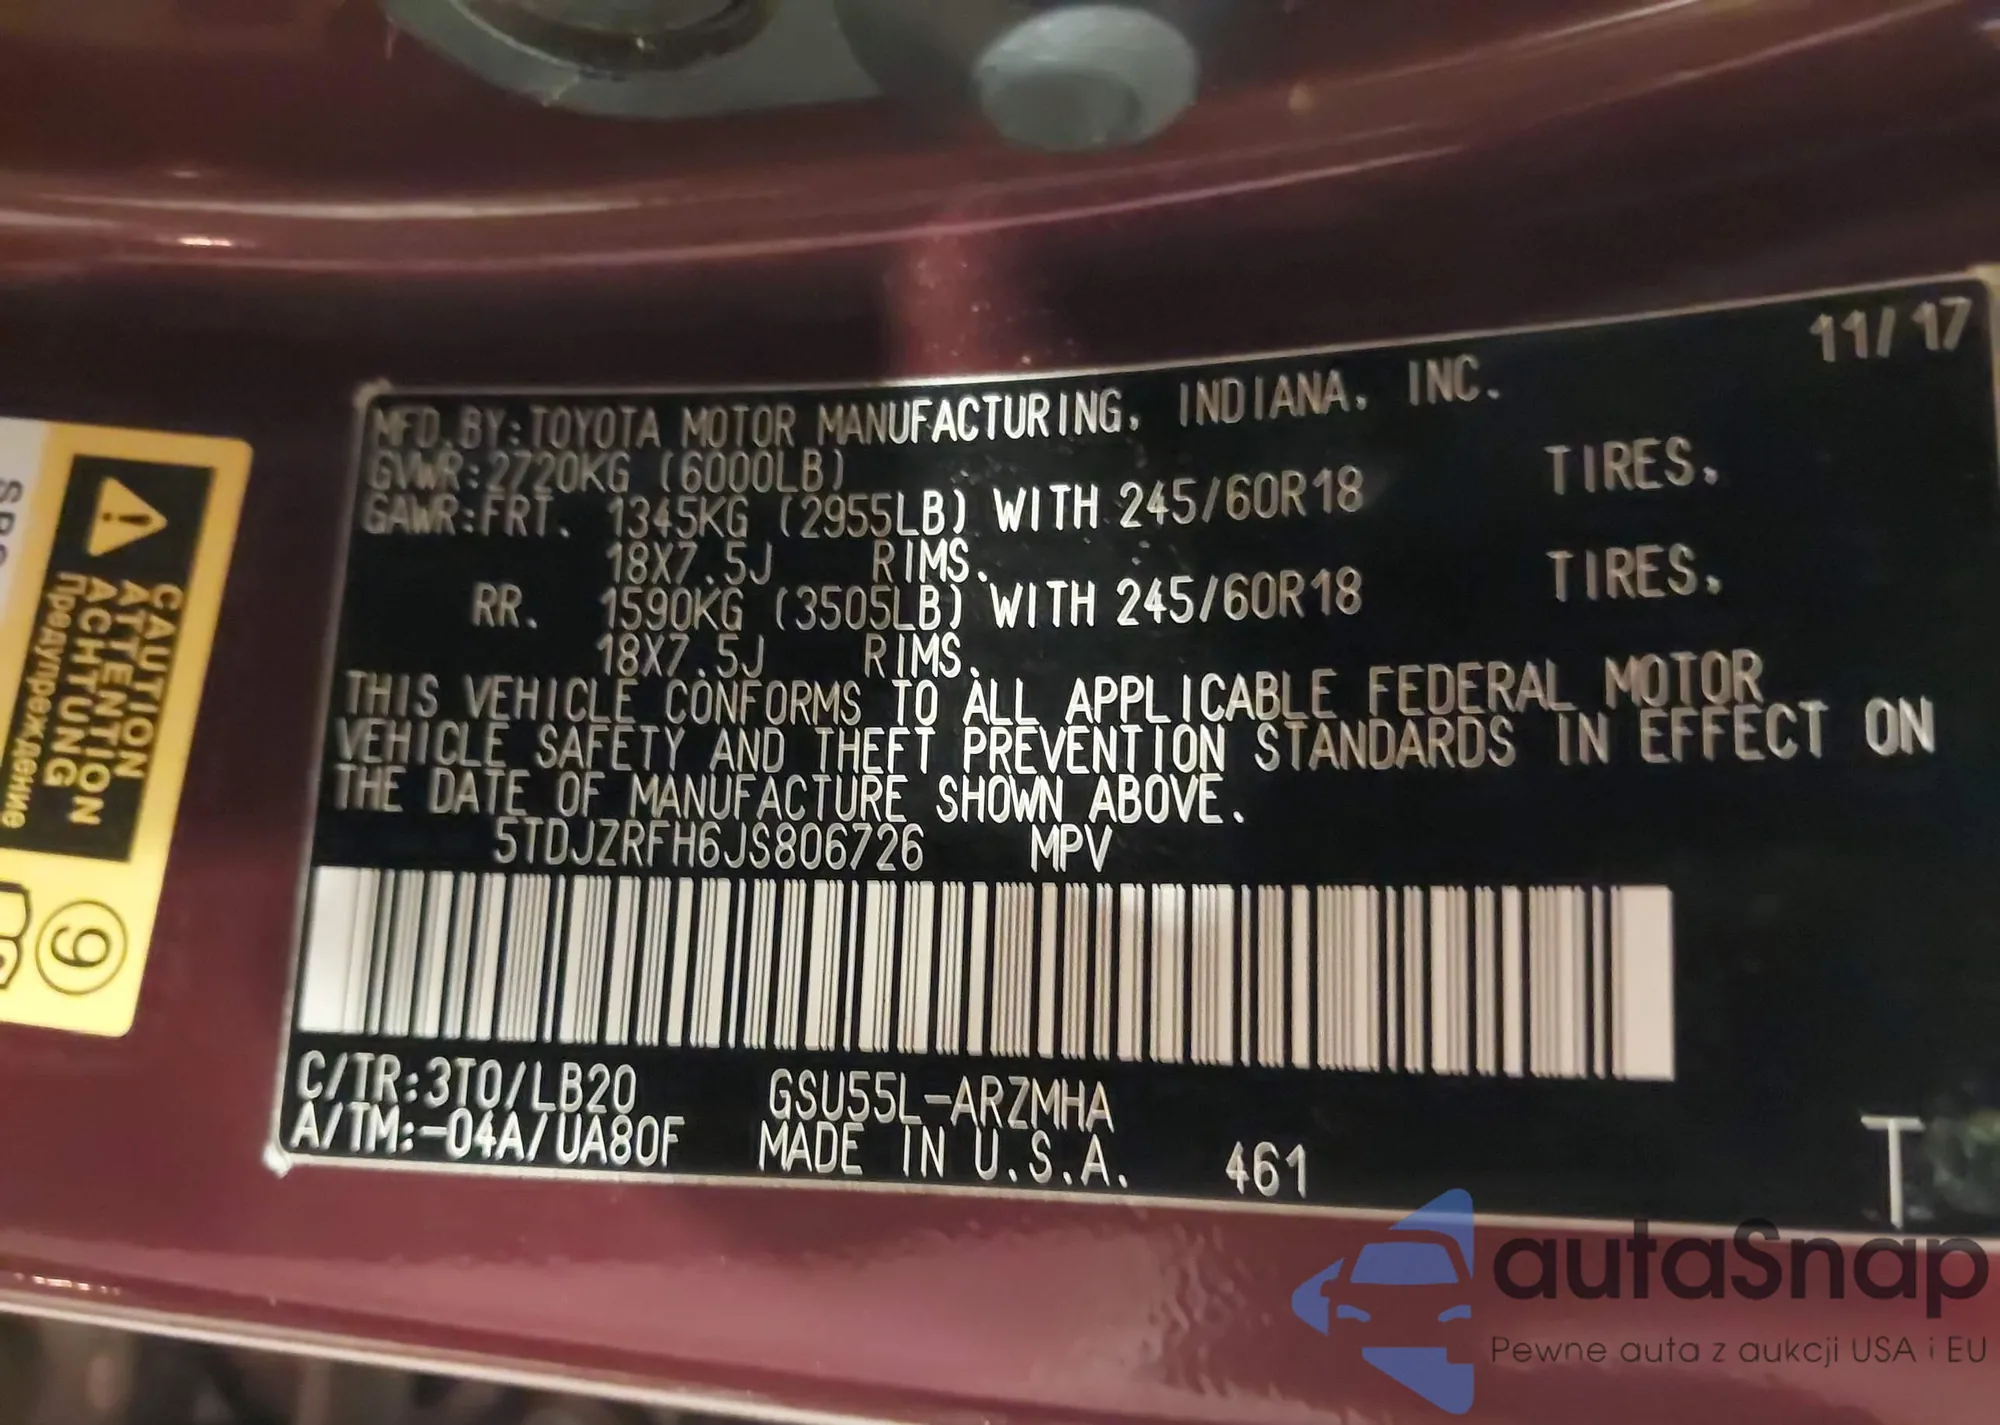 11/17
MFD.BY:TOYOTA MOTOR MANUFACTURING, INDIANA, INC.
GVWR:2720KG (6000LB)
GAWR:FRT. 1345KG (2955LB) WITH 245/60R18 TIRES,
18X7.5J RIMS.
RR. 1590KG (3505LB) WITH 245/60R18 TIRES,
18X7.5J RIMS.
THIS VEHICLE CONFORMS TO ALL APPLICABLE FEDERAL MOTOR
VEHICLE SAFETY AND THEFT PREVENTION STANDARDS IN EFFECT ON
THE DATE OF MANUFACTURE SHOWN ABOVE.
5TDJZRFH6JS806726 MPV
C/TR:3T0/LB20 GSU55L-ARZMHA
A/TM:-04A/UA80F MADE IN U.S.A. 461
T
CAUTION
ATTENTION
ACHTUNG
Предупреждение
9
autaSnap
Pewne auta z aukcji USA i EU